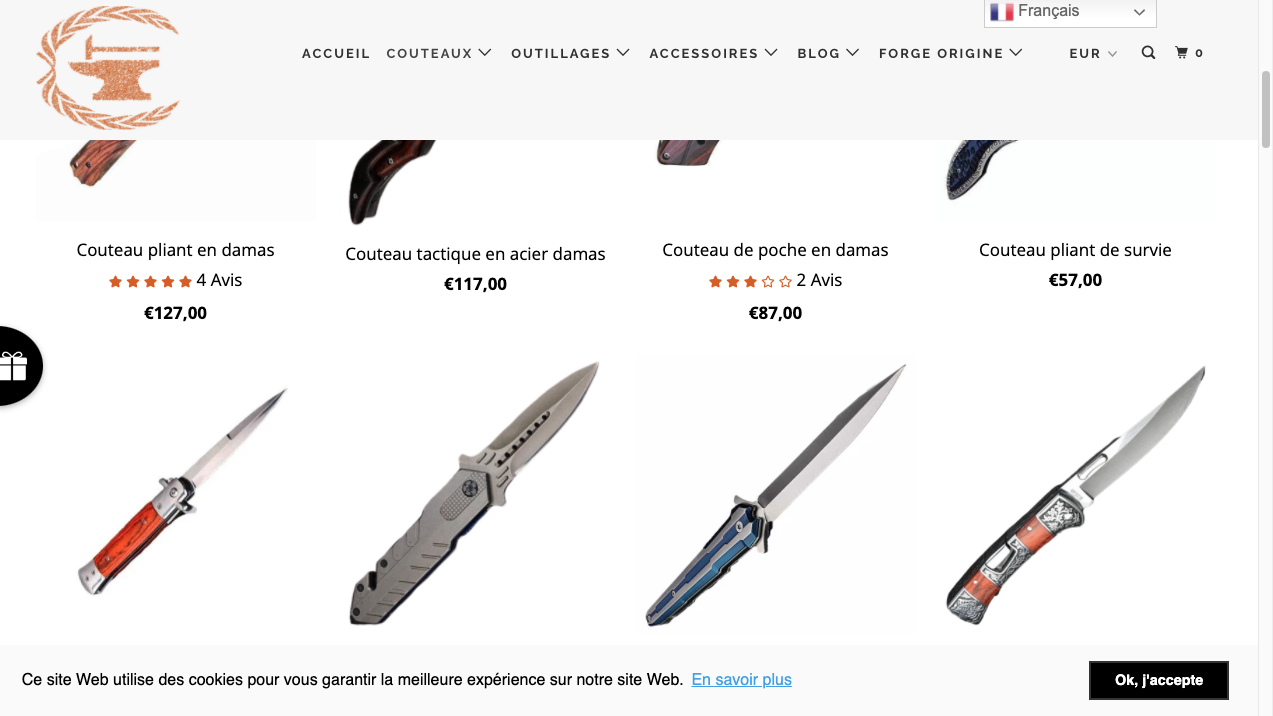 Français
ACCUEIL COUTEAUX OUTILLAGES ACCESSOIRES BLOG FORGE ORIGINE EUR 0
Couteau pliant en damas
4 Avis
€127,00
Couteau tactique en acier damas
€117,00
Couteau de poche en damas
2 Avis
€87,00
Couteau pliant de survie
€57,00
Ce site Web utilise des cookies pour vous garantir la meilleure expérience sur notre site Web. En savoir plus
Ok, j'accepte